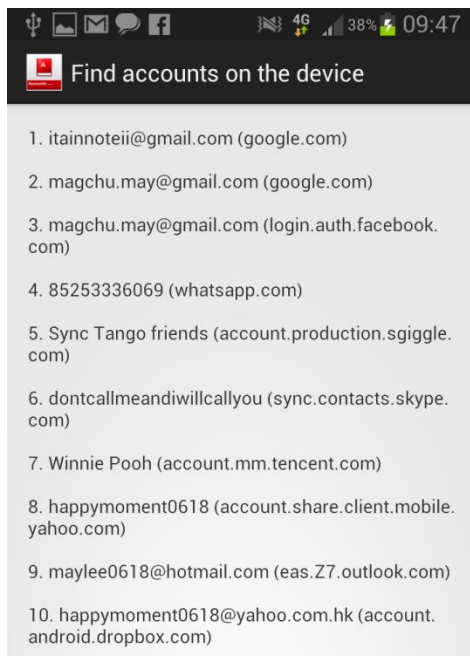 4G 38% 09:47
Find accounts on the device
1. itainnoteii@gmail.com (google.com)
2. magchu.may@gmail.com (google.com)
3. magchu.may@gmail.com (login.auth.facebook.
com)
4. 85253336069 (whatsapp.com)
5. Sync Tango friends (account.production.sgiggle.
com)
6. dontcallmeandiwillcallyou (sync.contacts.skype.
com)
7. Winnie Pooh (account.mm.tencent.com)
8. happymoment0618 (account.share.client.mobile.
yahoo.com)
9. maylee0618@hotmail.com (eas.Z7.outlook.com)
10. happymoment0618@yahoo.com.hk (account.
android.dropbox.com)